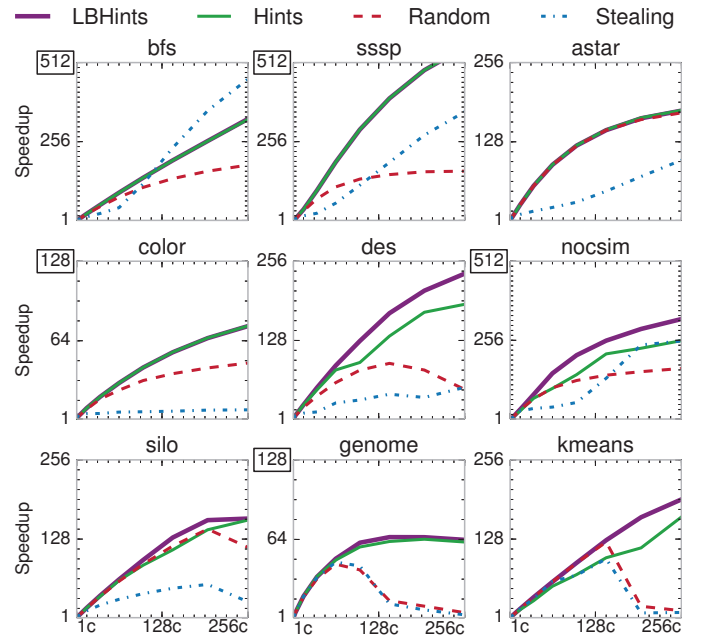 LBHints Hints Random Stealing
bfs sssp astar
512 512 256
Speedup 256 256 128
1 1 1
color des nocsim
128 256 512
Speedup 64 128 256
1 1 1
silo genome kmeans
256 128 256
Speedup 128 64 128
1 1 1
1c 128c 256c 1c 128c 256c 1c 128c 256c